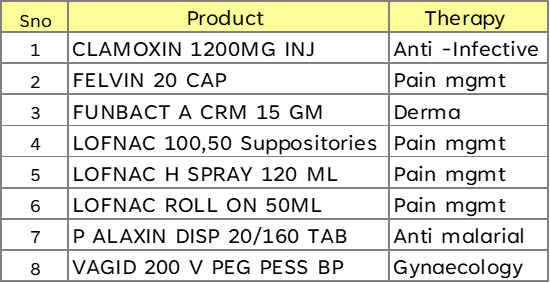 Sno Product Therapy
1 CLAMOXIN 1200MG INJ Anti -Infective
2 FELVIN 20 CAP Pain mgmt
3 FUNBACT A CRM 15 GM Derma
4 LOFNAC 100,50 Suppositories Pain mgmt
5 LOFNAC H SPRAY 120 ML Pain mgmt
6 LOFNAC ROLL ON 50ML Pain mgmt
7 P ALAXIN DISP 20/160 TAB Anti malarial
8 VAGID 200 V PEG PESS BP Gynaecology